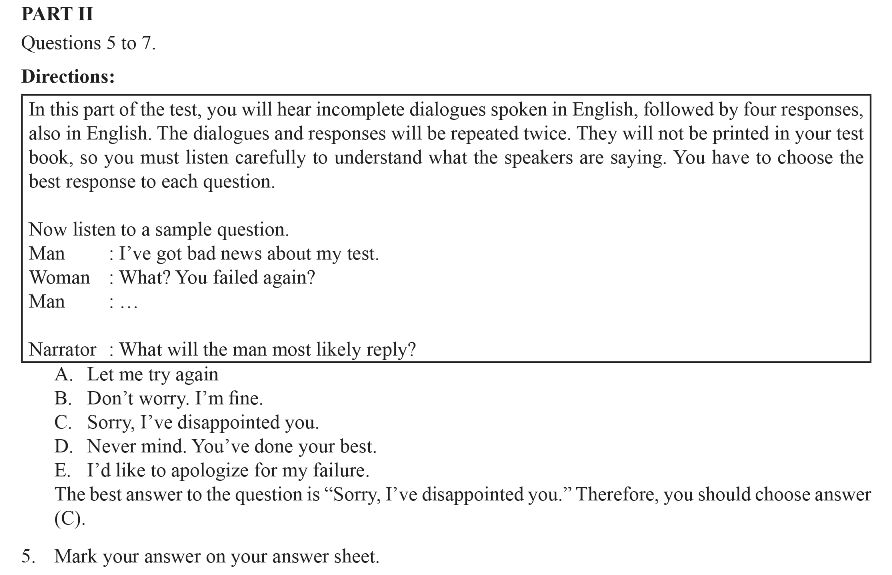 PART II
Questions 5 to 7.
Directions:
In this part of the test, you will hear incomplete dialogues spoken in English, followed by four responses,
also in English. The dialogues and responses will be repeated twice. They will not be printed in your test
book, so you must listen carefully to understand what the speakers are saying. You have to choose the
best response to each question.
Now listen to a sample question.
Man : I've got bad news about my test.
Woman : What? You failed again?
Man : …
Narrator : What will the man most likely reply?
A. Let me try again
B. Don't worry. I'm fine.
C. Sorry, I've disappointed you.
D. Never mind. You've done your best.
E. I'd like to apologize for my failure.
The best answer to the question is “Sorry, I've disappointed you.” Therefore, you should choose answer
(C).
5. Mark your answer on your answer sheet.